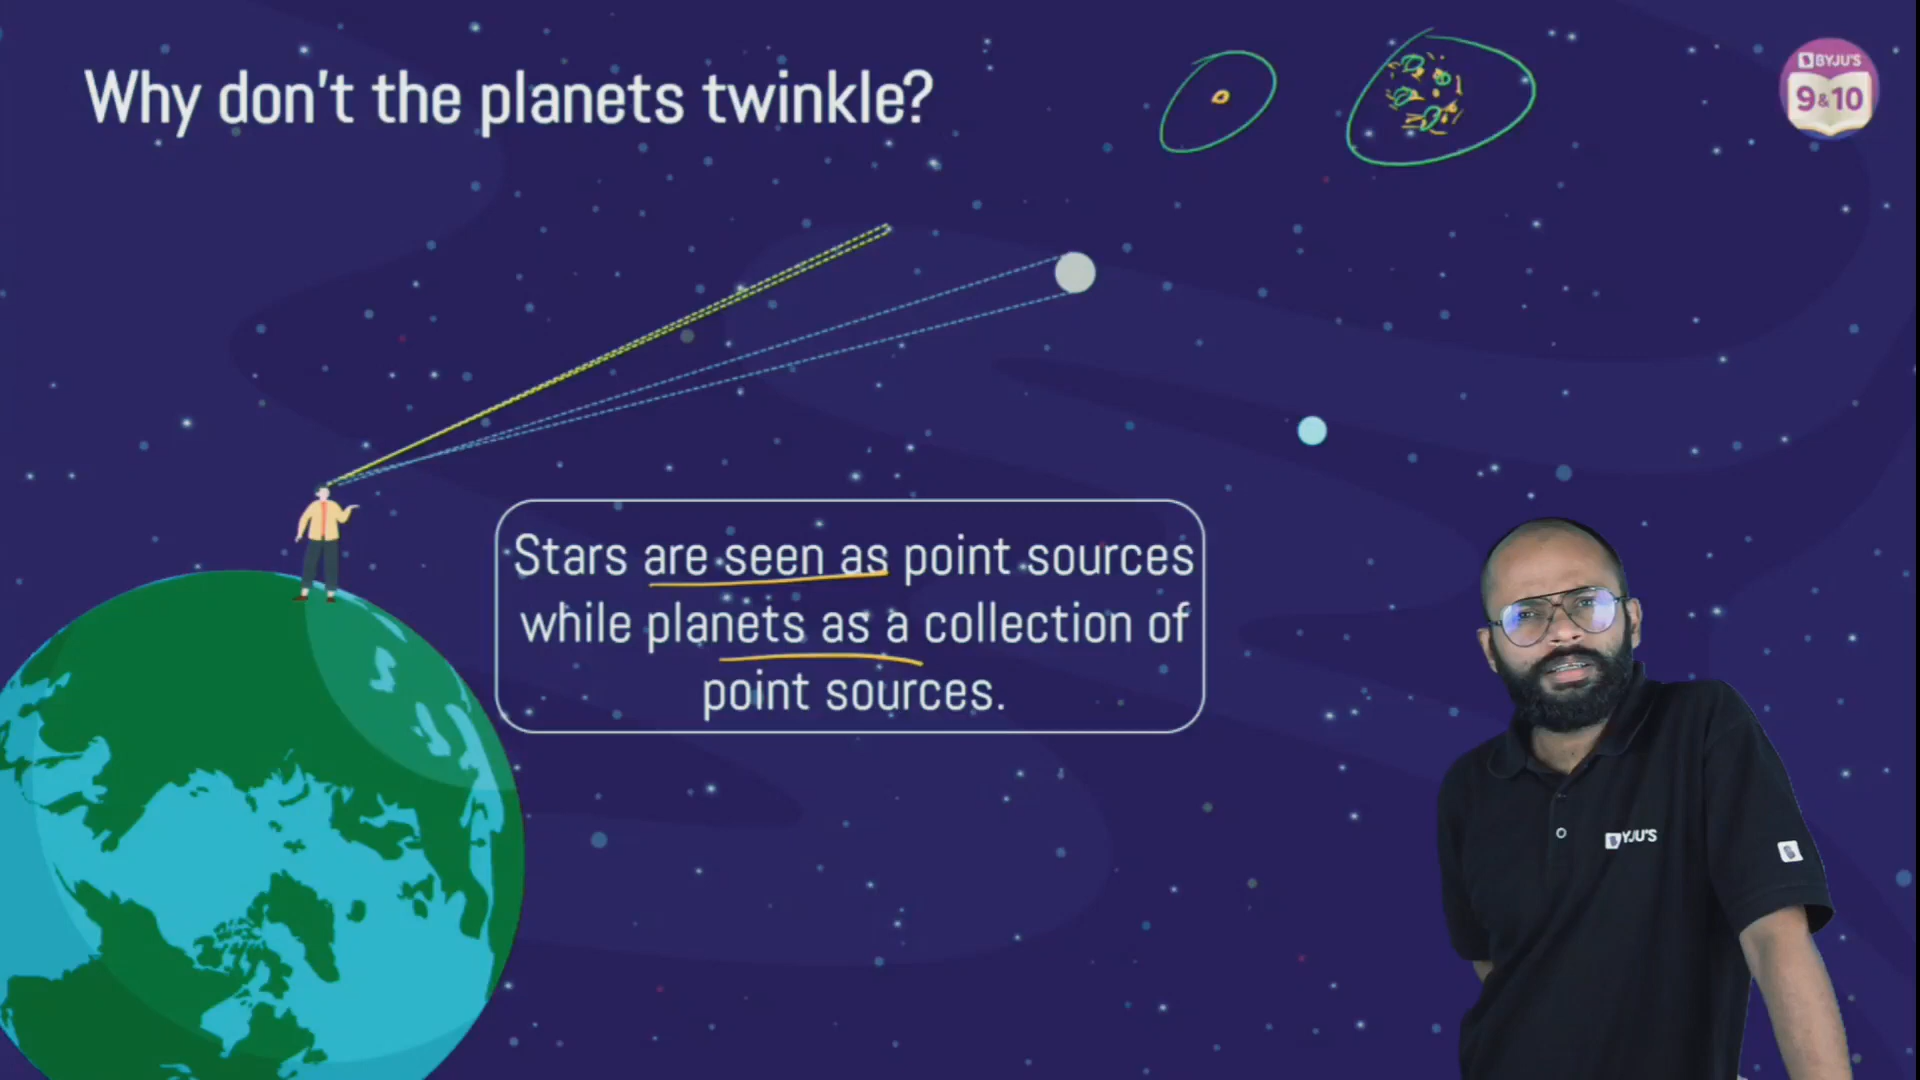 Why don't the planets twinkle?
BYJU'S
9&10
Stars are seen as point sources
while planets as a collection of
point sources.
BYJU'S